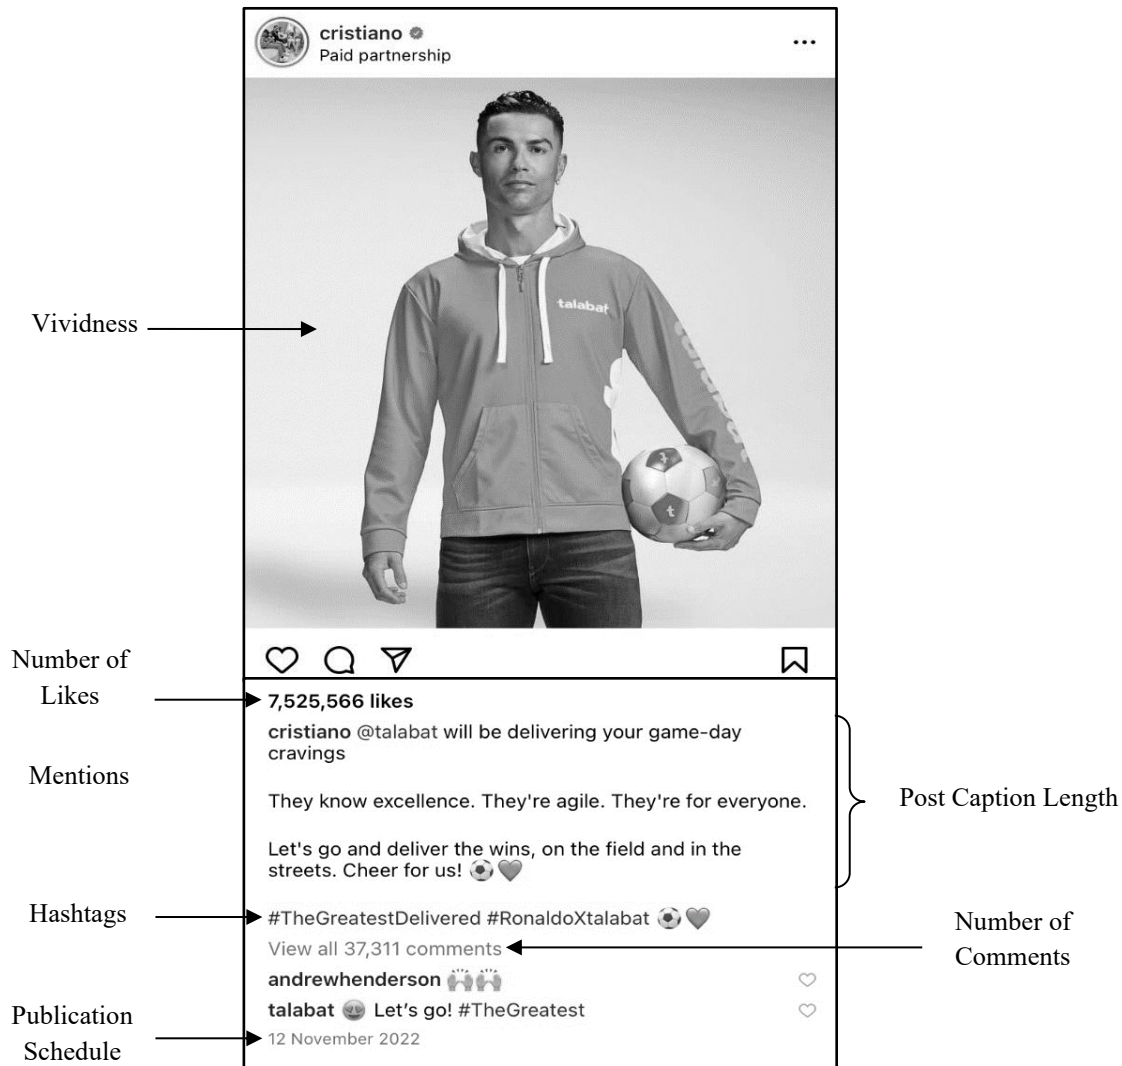 cristiano
Paid partnership
talabat
talabat
t
t
Vividness
Number of
Likes
7,525,566 likes
cristiano @talabat will be delivering your game-day
cravings
Mentions
They know excellence. They're agile. They're for everyone.
Post Caption Length
Let's go and deliver the wins, on the field and in the
streets. Cheer for us! ⚽❤
Hashtags
#TheGreatestDelivered #RonaldoXtalabat ⚽❤
Number of
Comments
View all 37,311 comments
andrewhenderson 🙌🙌
talabat 😍 Let’s go! #TheGreatest
Publication
Schedule
12 November 2022